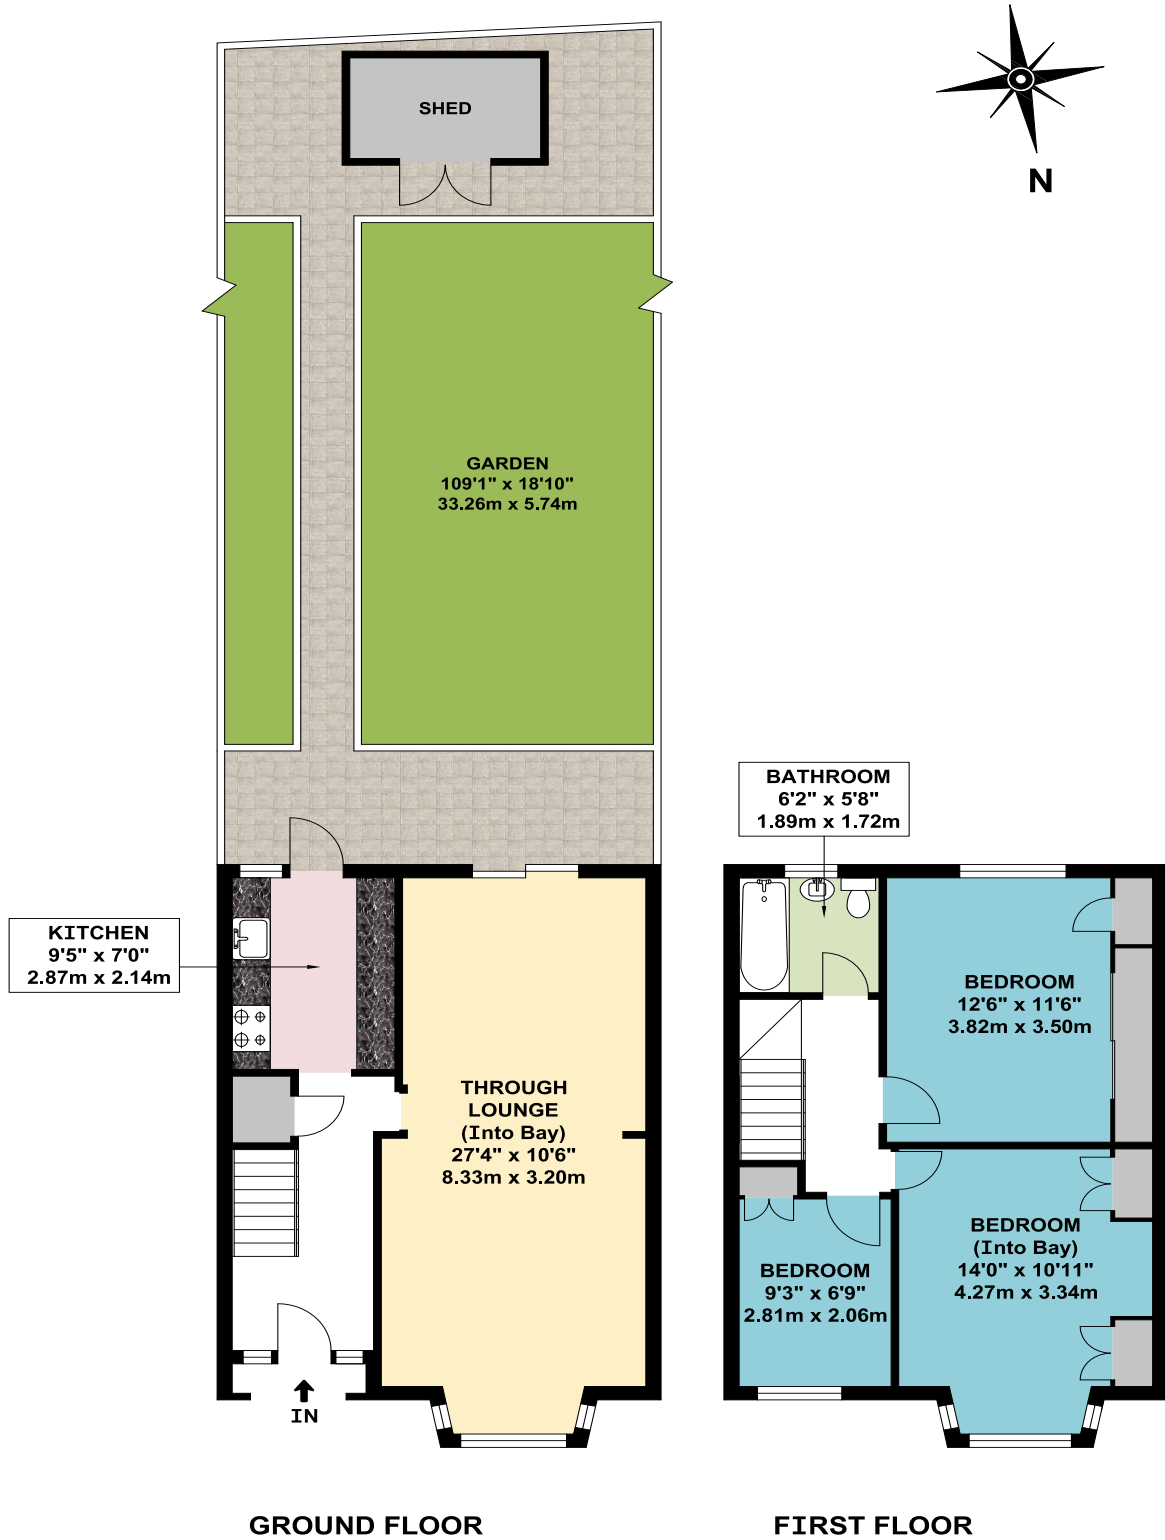 SHED
N
GARDEN
109'1" x 18'10"
33.26m x 5.74m
BATHROOM
6'2" x 5'8"
1.89m x 1.72m
KITCHEN
9'5" x 7'0"
2.87m x 2.14m
THROUGH
LOUNGE
(Into Bay)
27'4" x 10'6"
8.33m x 3.20m
IN
BEDROOM
12'6" x 11'6"
3.82m x 3.50m
BEDROOM
(Into Bay)
14'0" x 10'11"
4.27m x 3.34m
BEDROOM
9'3" x 6'9"
2.81m x 2.06m
GROUND FLOOR
FIRST FLOOR